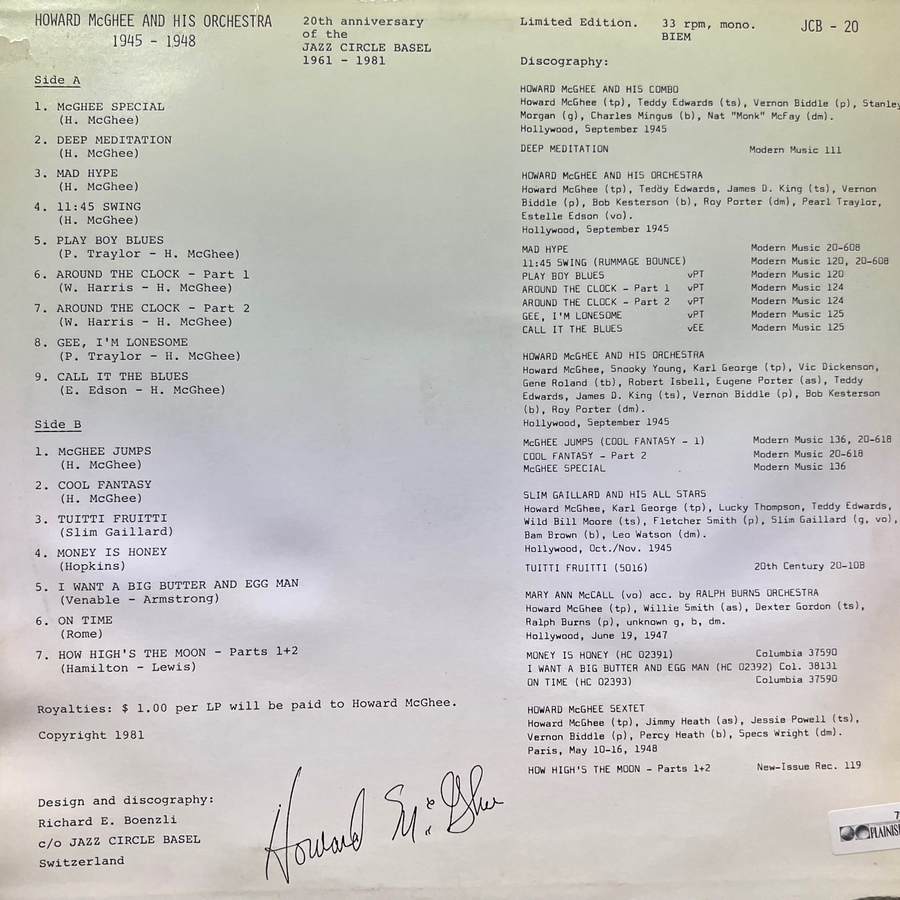 HOWARD McGHEE AND HIS ORCHESTRA
1945 - 1948
20th anniversary
of the
JAZZ CIRCLE BASEL
1961 - 1981
Side A
1. McGHEE SPECIAL
(H. McGhee)
2. DEEP MEDITATION
(H. McGhee)
3. MAD HYPE
(H. McGhee)
4. 11:45 SWING
(H. McGhee)
5. PLAY BOY BLUES
(P. Traylor - H. McGhee)
6. AROUND THE CLOCK - Part 1
(W. Harris - H. McGhee)
7. AROUND THE CLOCK - Part 2
(W. Harris - H. McGhee)
8. GEE, I'M LONESOME
(P. Traylor - H. McGhee)
9. CALL IT THE BLUES
(E. Edson - H. McGhee)
Side B
1. McGHEE JUMPS
(H. McGhee)
2. COOL FANTASY
(H. McGhee)
3. TUITTI FRUITTI
(Slim Gaillard)
4. MONEY IS HONEY
(Hopkins)
5. I WANT A BIG BUTTER AND EGG MAN
(Venable - Armstrong)
6. ON TIME
(Rome)
7. HOW HIGH'S THE MOON - Parts 1+2
(Hamilton - Lewis)
Royalties: $ 1.00 per LP will be paid to Howard McGhee.
Copyright 1981
Design and discography:
Richard E. Boenzli
c/o JAZZ CIRCLE BASEL
Switzerland
Howard McGhee
Limited Edition. 33 rpm, mono. JCB - 20
BIEM
Discography:
HOWARD McGHEE AND HIS COMBO
Howard McGhee (tp), Teddy Edwards (ts), Vernon Biddle (p), Stanley
Morgan (g), Charles Mingus (b), Nat "Monk" McFay (dm).
Hollywood, September 1945
DEEP MEDITATION Modern Music 111
HOWARD McGHEE AND HIS ORCHESTRA
Howard McGhee (tp), Teddy Edwards, James D. King (ts), Vernon
Biddle (p), Bob Kesterson (b), Roy Porter (dm), Pearl Traylor,
Estelle Edson (vo).
Hollywood, September 1945
MAD HYPE Modern Music 20-608
11:45 SWING (RUMMAGE BOUNCE) Modern Music 120, 20-608
PLAY BOY BLUES vPT Modern Music 120
AROUND THE CLOCK - Part 1 vPT Modern Music 124
AROUND THE CLOCK - Part 2 vPT Modern Music 124
GEE, I'M LONESOME vPT Modern Music 125
CALL IT THE BLUES vEE Modern Music 125
HOWARD McGHEE AND HIS ORCHESTRA
Howard McGhee, Snooky Young, Karl George (tp), Vic Dickenson,
Gene Roland (tb), Robert Isbell, Eugene Porter (as), Teddy
Edwards, James D. King (ts), Vernon Biddle (p), Bob Kesterson
(b), Roy Porter (dm).
Hollywood, September 1945
McGHEE JUMPS (COOL FANTASY - 1) Modern Music 136, 20-618
COOL FANTASY - Part 2 Modern Music 20-618
McGHEE SPECIAL Modern Music 136
SLIM GAILLARD AND HIS ALL STARS
Howard McGhee, Karl George (tp), Lucky Thompson, Teddy Edwards,
Wild Bill Moore (ts), Fletcher Smith (p), Slim Gaillard (g, vo),
Bam Brown (b), Leo Watson (dm).
Hollywood, Oct./Nov. 1945
TUITTI FRUITTI (5016) 20th Century 20-10B
MARY ANN McCALL (vo) acc. by RALPH BURNS ORCHESTRA
Howard McGhee (tp), Willie Smith (as), Dexter Gordon (ts),
Ralph Burns (p), unknown g, b, dm.
Hollywood, June 19, 1947
MONEY IS HONEY (HC 02391) Columbia 37590
I WANT A BIG BUTTER AND EGG MAN (HC 02392) Col. 38131
ON TIME (HC 02393) Columbia 37590
HOWARD McGHEE SEXTET
Howard McGhee (tp), Jimmy Heath (as), Jessie Powell (ts),
Vernon Biddle (p), Percy Heath (b), Specs Wright (dm).
Paris, May 10-16, 1948
HOW HIGH'S THE MOON - Parts 1+2 New-Issue Rec. 119